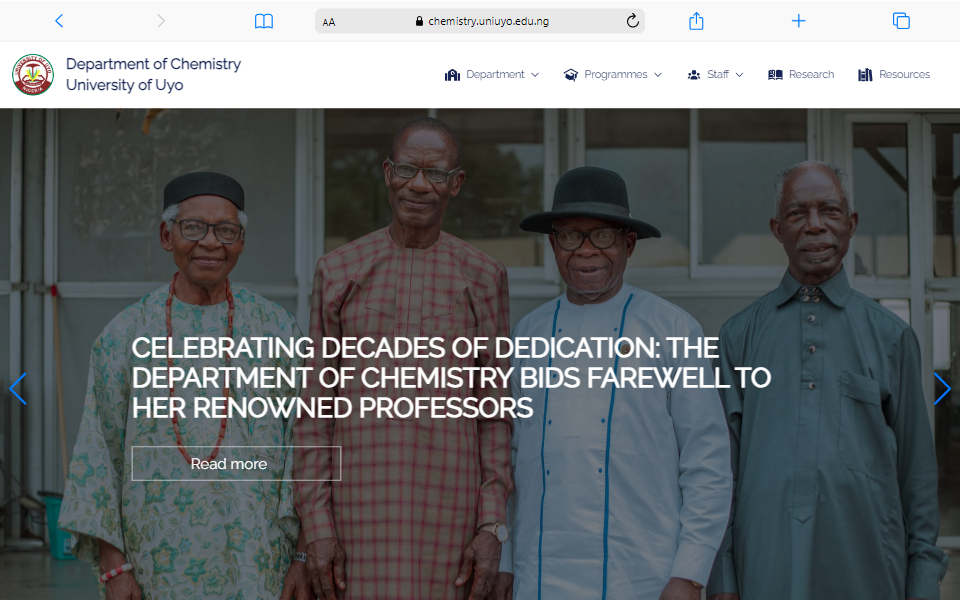 AA
chemistry.uniuyo.edu.ng
Department of Chemistry
University of Uyo
Department
Programmes
Staff
Research
Resources
CELEBRATING DECADES OF DEDICATION: THE
DEPARTMENT OF CHEMISTRY BIDS FAREWELL TO
HER RENOWNED PROFESSORS
Read more